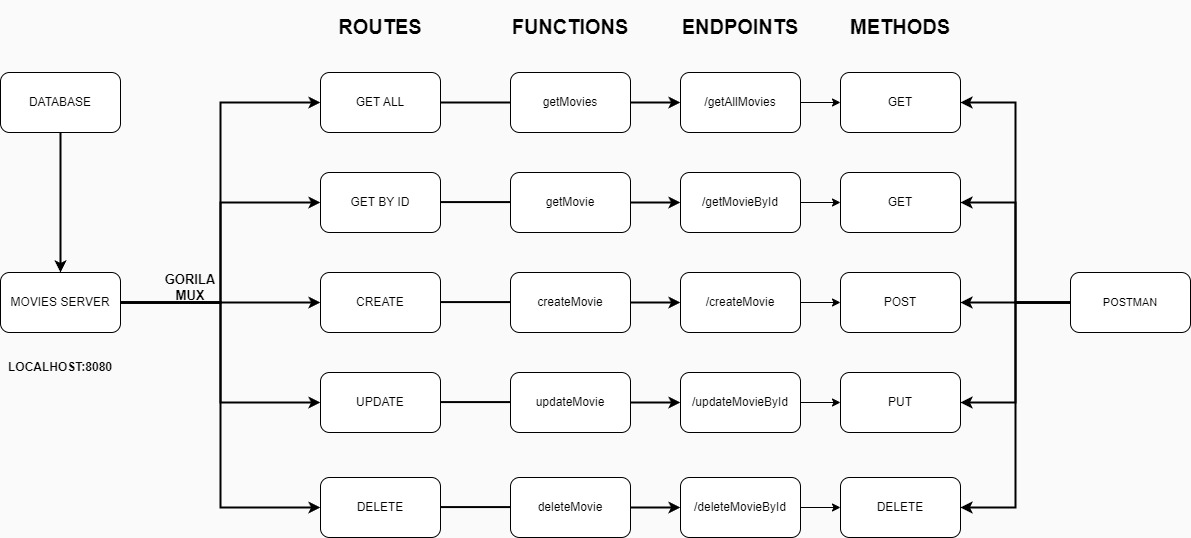 ROUTES
FUNCTIONS
ENDPOINTS
METHODS
DATABASE
GET ALL
getMovies
/getAllMovies
GET
GET BY ID
getMovie
/getMovieById
GET
GORILA
MUX
MOVIES SERVER
CREATE
createMovie
/createMovie
POST
POSTMAN
LOCALHOST:8080
UPDATE
updateMovie
/updateMovieById
PUT
DELETE
deleteMovie
/deleteMovieById
DELETE